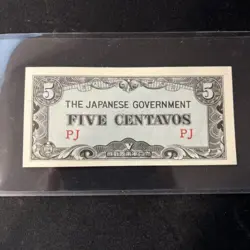 5 5
THE JAPANESE GOVERNMENT
FIVE CENTAVOS
PJ PJ